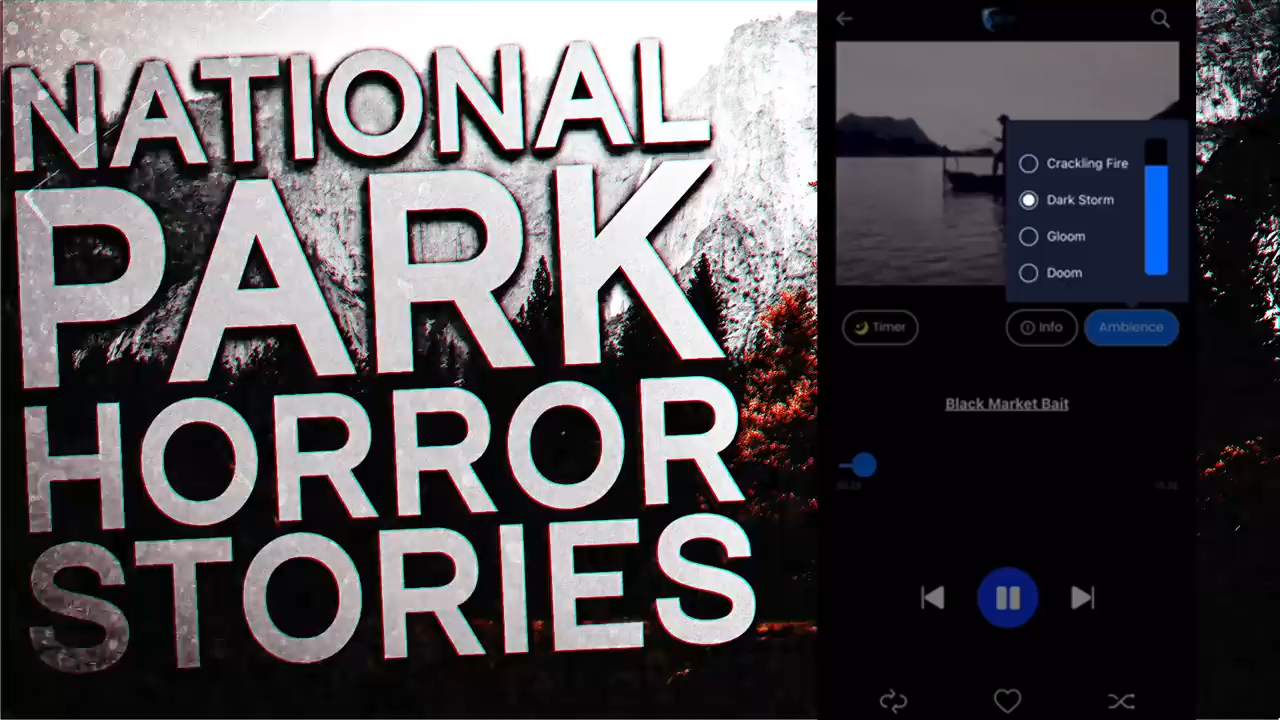 NATIONAL
PARK
HORROR
STORIES
Crackling Fire
Dark Storm
Gloom
Doom
Timer
Info
Ambience
Black Market Bait